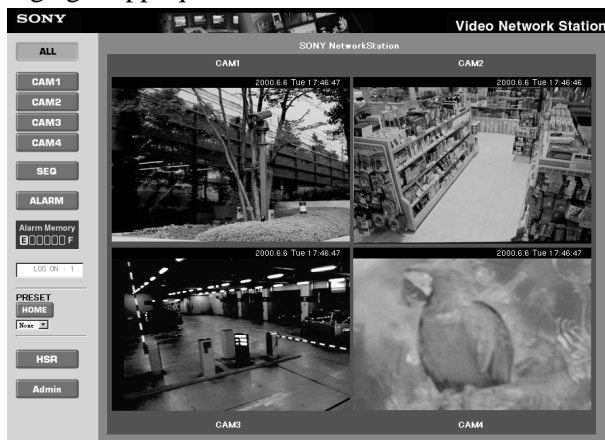 SONY
Video Network Station
ALL
SONY NetworkStation
CAM1
CAM2
2000.6.6 Tue 17:46:47
2000.6.6 Tue 17:46:46
CAM1
CAM2
CAM3
CAM4
SEQ
ALARM
Alarm Memory
E F
LOG ON : 1
2000.6.6 Tue 17:46:47
2000.6.6 Tue 17:46:47
PRESET
HOME
None
HSR
Admin
CAM3
CAM4